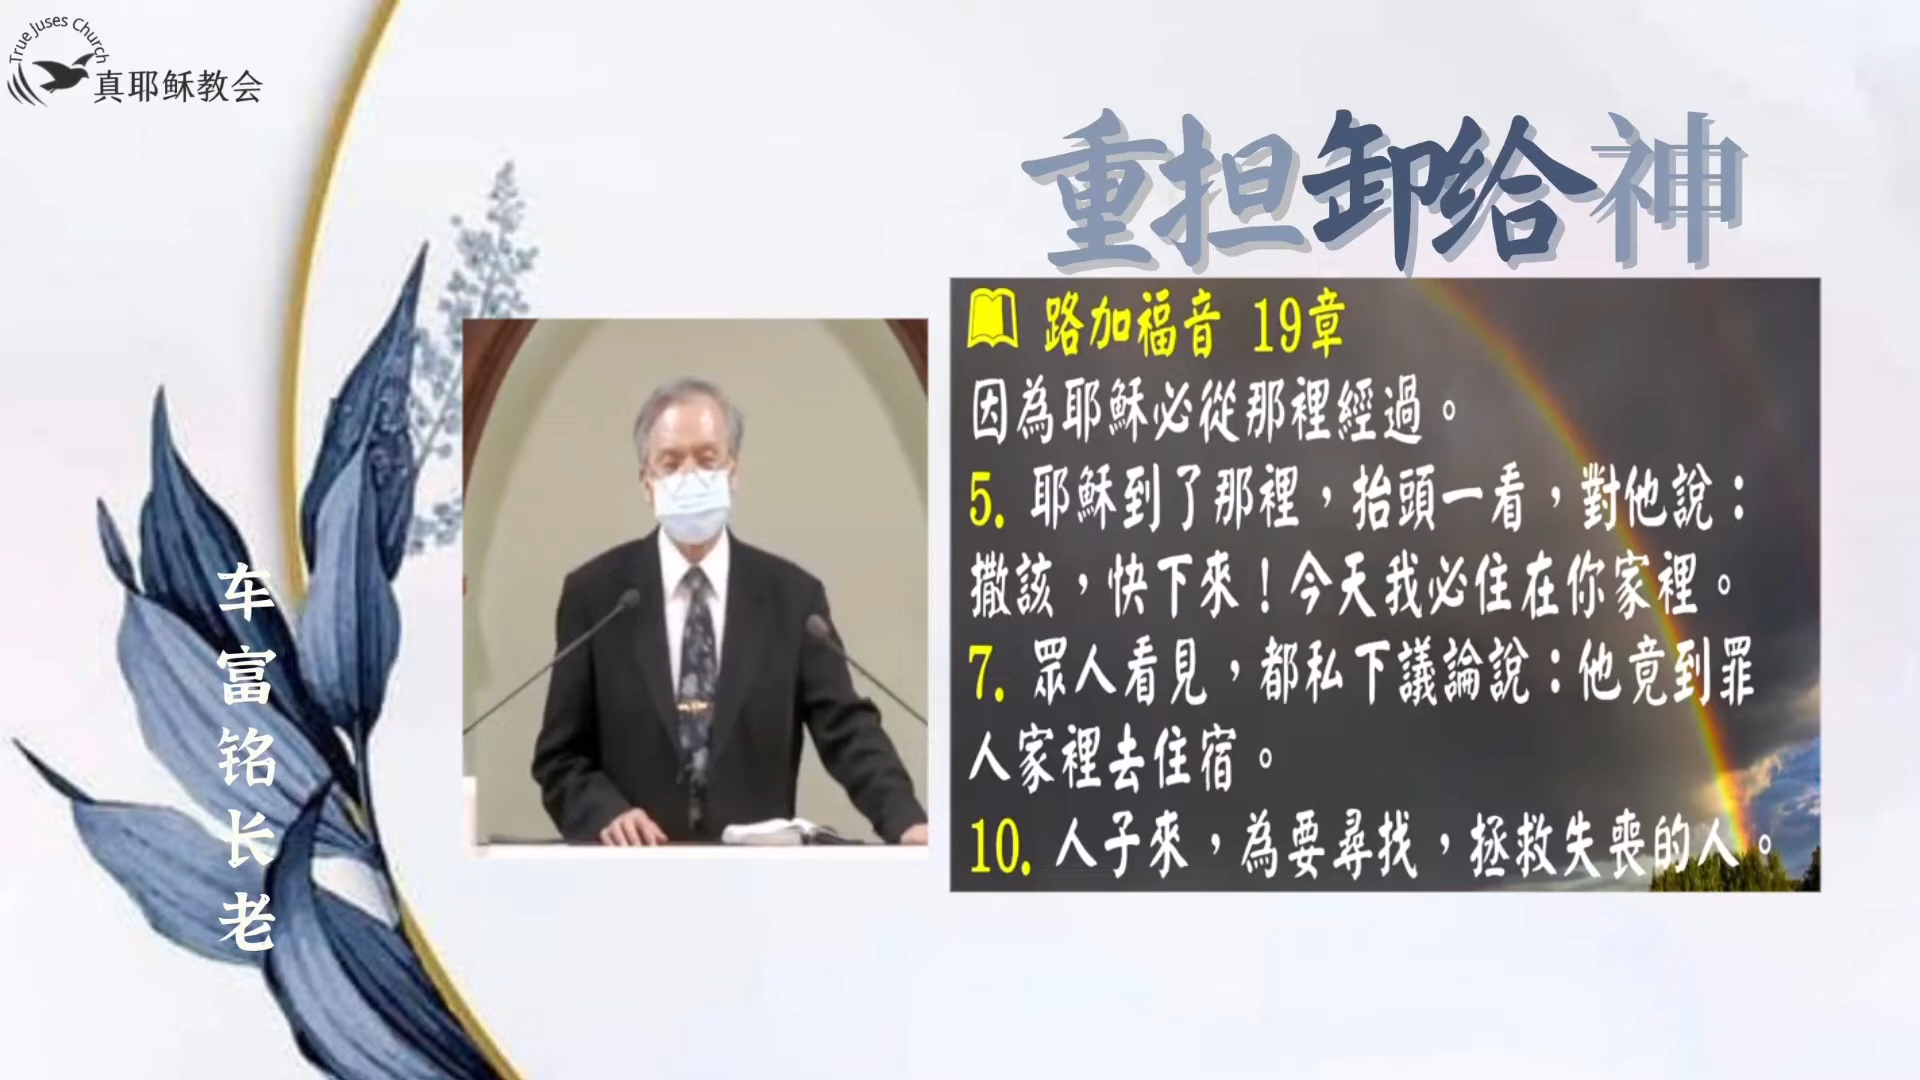 True Juses Church
真耶稣教会
重担卸给神
路加福音 19章
因為耶穌必從那裡經過。
5. 耶穌到了那裡，抬頭一看，對他說：
撒該，快下來！今天我必住在你家裡。
7. 眾人看見，都私下議論說：他竟到罪
人家裡去住宿。
10. 人子來，為要尋找，拯救失喪的人。
车富铭长老